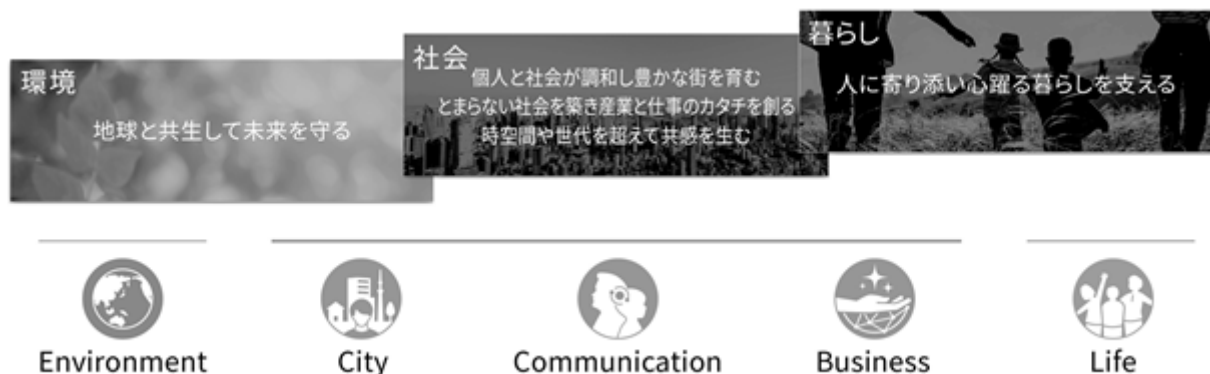 環境
地球と共生して未来を守る
社会
個人と社会が調和し豊かな街を育む
とまらない社会を築き産業と仕事のカタチを創る
時空間や世代を超えて共感を生む
暮らし
人に寄り添い心躍る暮らしを支える
Environment
City
Communication
Business
Life